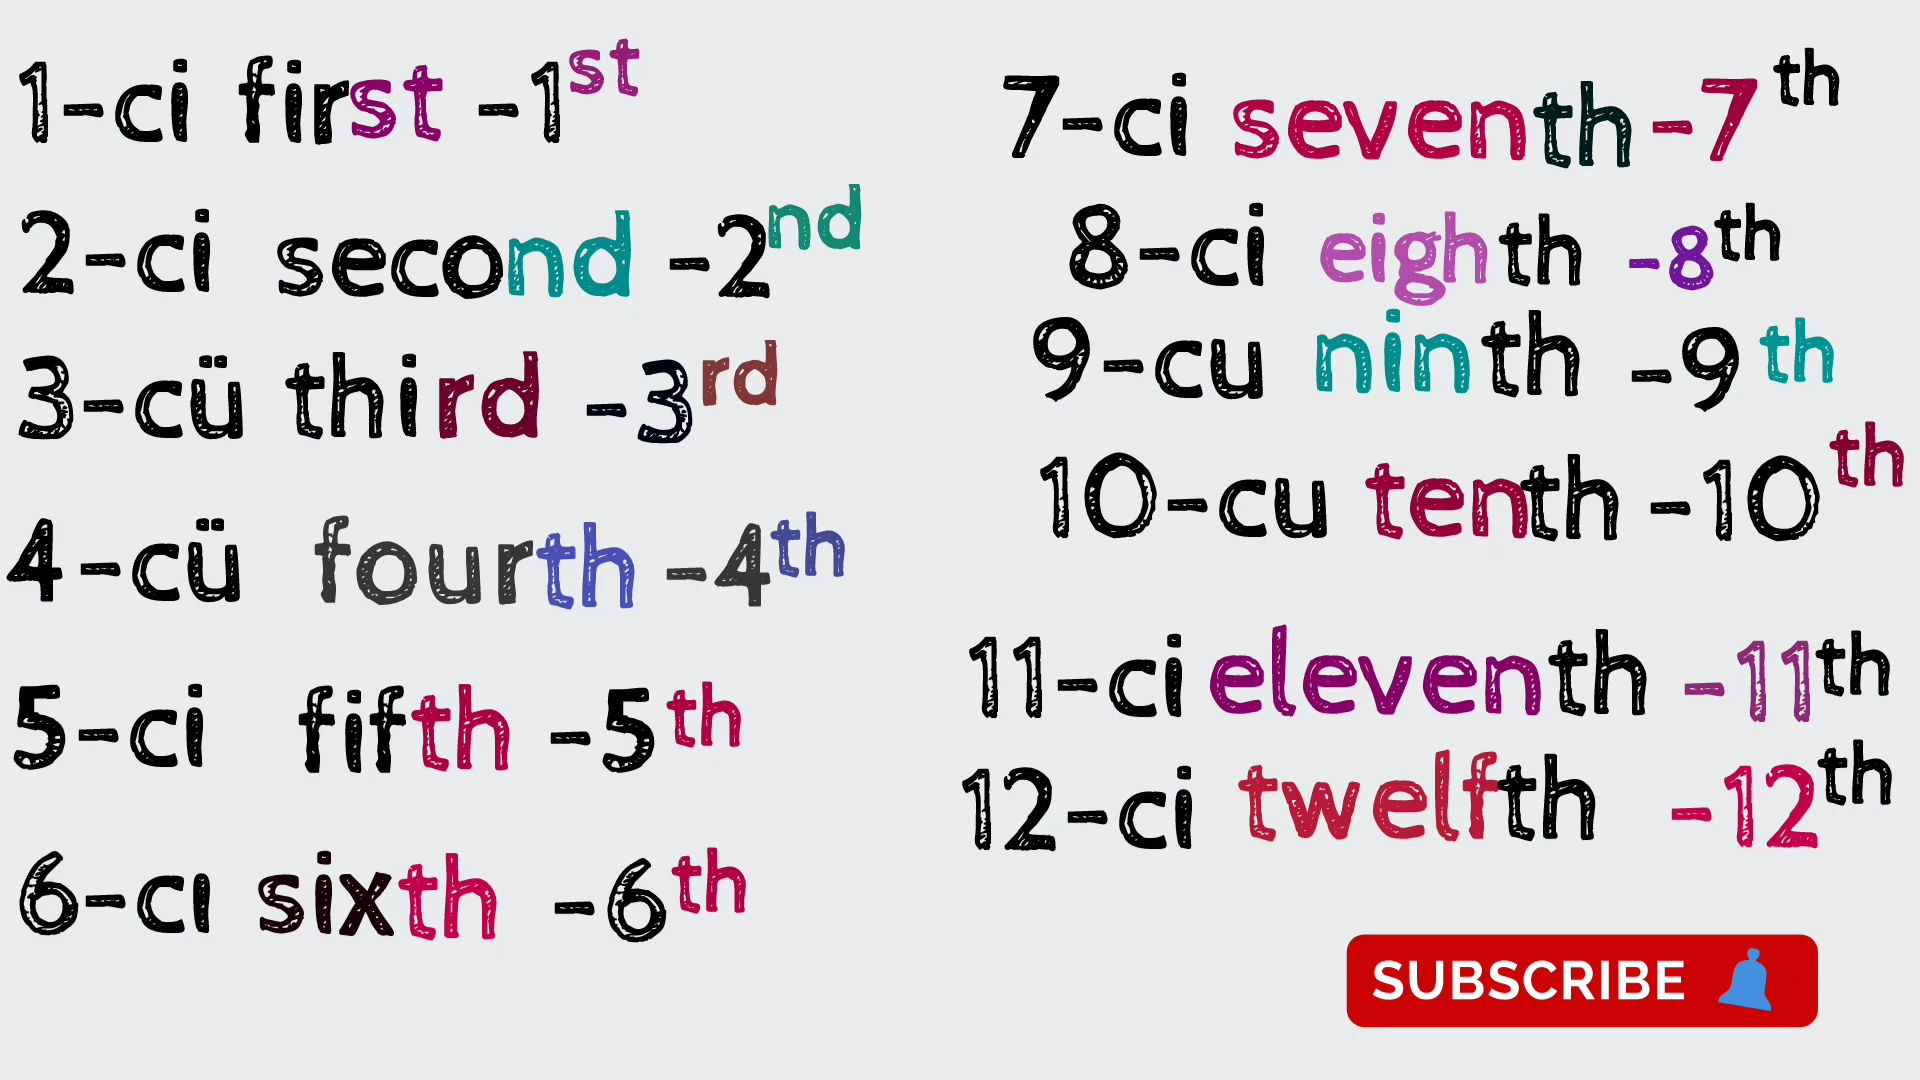 1-ci first -1st
2-ci second -2nd
3-cü third -3rd
4-cü fourth -4th
5-ci fifth -5th
6-cı sixth -6th
7-ci seventh -7th
8-ci eighth -8th
9-cu ninth -9th
10-cu tenth -10th
11-ci eleventh -11th
12-ci twelfth -12th
SUBSCRIBE